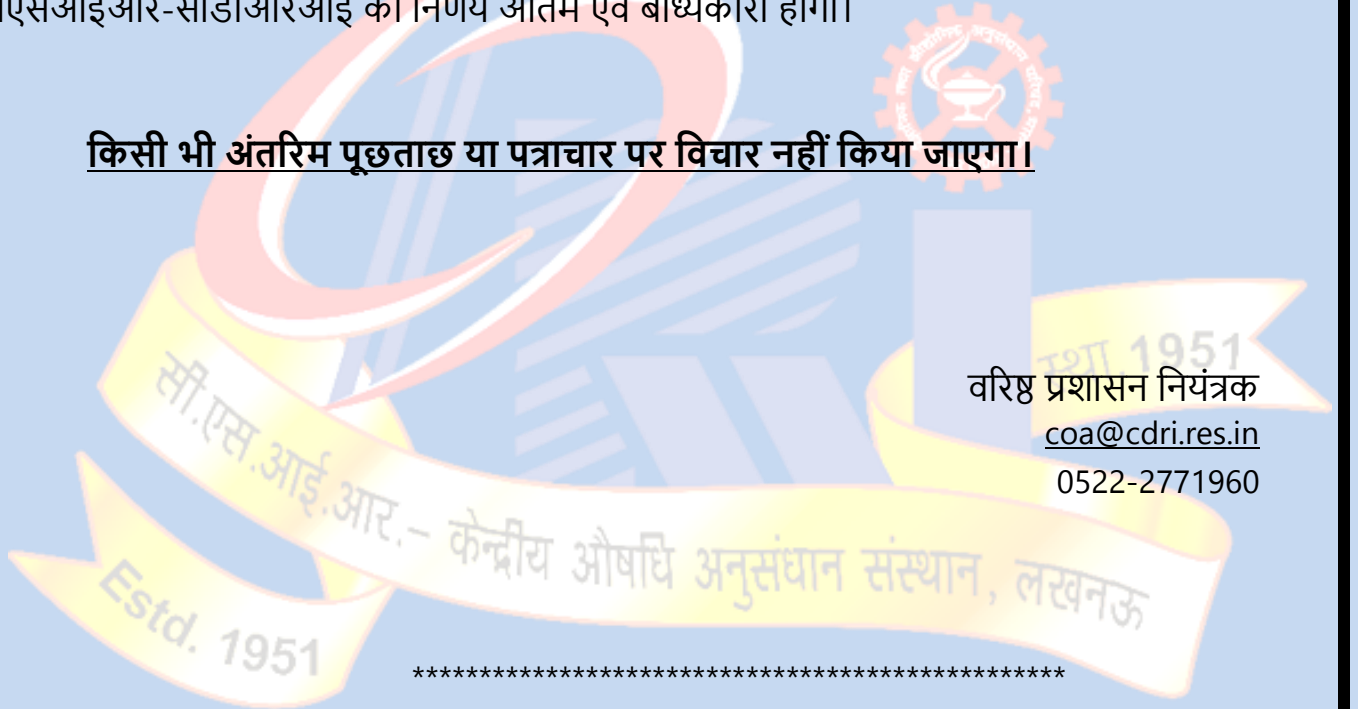 एसआईआर-सीडीआरआई का निर्णय अंतिम एवं बाध्यकारी होगा।
किसी भी अंतरिम पूछताछ या पत्राचार पर विचार नहीं किया जाएगा।
स्था. 1951
वरिष्ठ प्रशासन नियंत्रक
coa@cdri.res.in
0522-2771960
सी.एस.आई.आर.– केन्द्रीय औषधि अनुसंधान संस्थान, लखनऊ
Estd. 1951
*************************************************